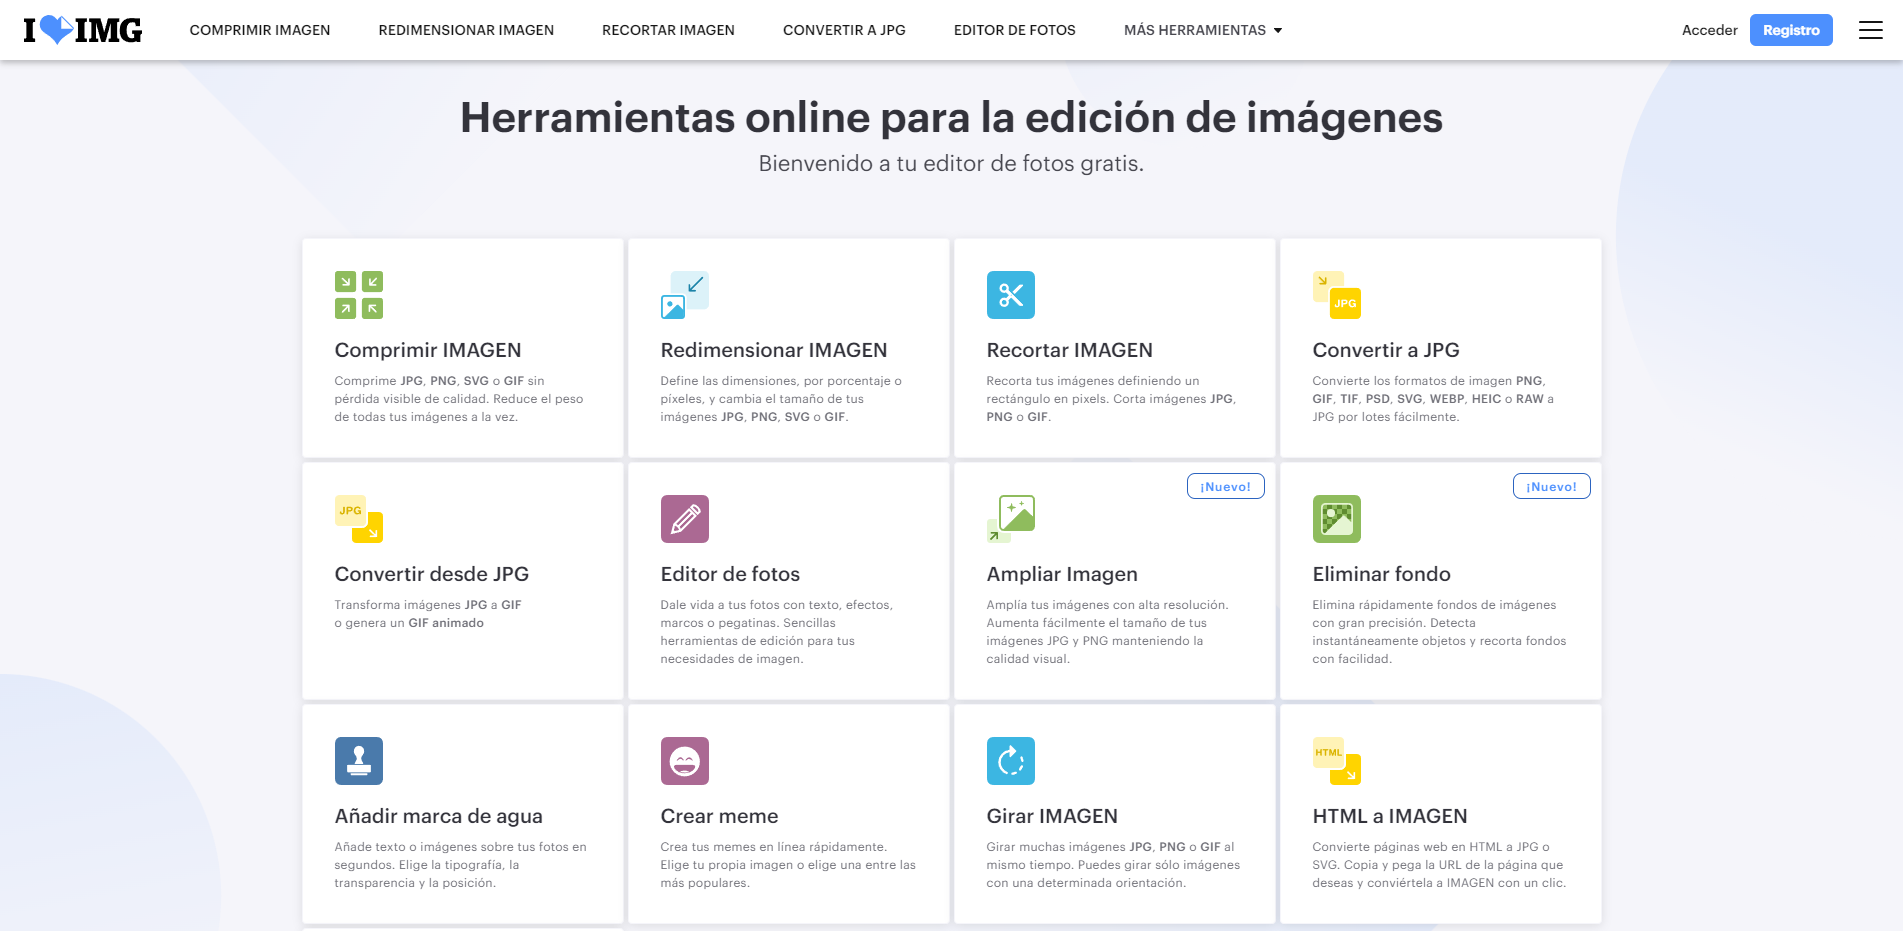 I IMG
COMPRIMIR IMAGEN
REDIMENSIONAR IMAGEN
RECORTAR IMAGEN
CONVERTIR A JPG
EDITOR DE FOTOS
MÁS HERRAMIENTAS
Acceder
Registro
Herramientas online para la edición de imágenes
Bienvenido a tu editor de fotos gratis.
Comprimir IMAGEN
Comprime JPG, PNG, SVG o GIF sin
pérdida visible de calidad. Reduce el peso
de todas tus imágenes a la vez.
Redimensionar IMAGEN
Define las dimensiones, por porcentaje o
píxeles, y cambia el tamaño de tus
imágenes JPG, PNG, SVG o GIF.
Recortar IMAGEN
Recorta tus imágenes definiendo un
rectángulo en pixels. Corta imágenes JPG,
PNG o GIF.
JPG
Convertir a JPG
Convierte los formatos de imagen PNG,
GIF, TIF, PSD, SVG, WEBP, HEIC o RAW a
JPG por lotes fácilmente.
JPG
Convertir desde JPG
Transforma imágenes JPG a GIF
o genera un GIF animado
Editor de fotos
Dale vida a tus fotos con texto, efectos,
marcos o pegatinas. Sencillas
herramientas de edición para tus
necesidades de imagen.
¡Nuevo!
Ampliar Imagen
Amplía tus imágenes con alta resolución.
Aumenta fácilmente el tamaño de tus
imágenes JPG y PNG manteniendo la
calidad visual.
¡Nuevo!
Eliminar fondo
Elimina rápidamente fondos de imágenes
con gran precisión. Detecta
instantáneamente objetos y recorta fondos
con facilidad.
Añadir marca de agua
Añade texto o imágenes sobre tus fotos en
segundos. Elige la tipografía, la
transparencia y la posición.
Crear meme
Crea tus memes en línea rápidamente.
Elige tu propia imagen o elige una entre las
más populares.
Girar IMAGEN
Girar muchas imágenes JPG, PNG o GIF al
mismo tiempo. Puedes girar sólo imágenes
con una determinada orientación.
HTML
HTML a IMAGEN
Convierte páginas web en HTML a JPG o
SVG. Copia y pega la URL de la página que
deseas y conviértela a IMAGEN con un clic.